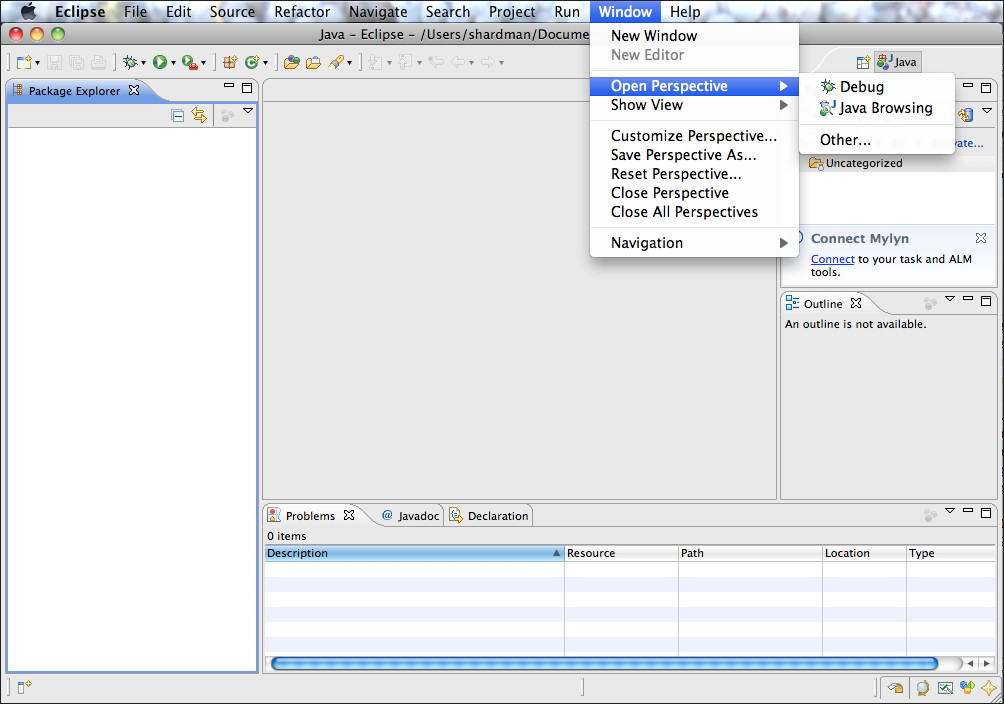 Eclipse File Edit Source Refactor Navigate Search Project Run Window Help
Java – Eclipse – /Users/shardman/Docume
New Window
New Editor
Open Perspective
Show View
Customize Perspective...
Save Perspective As...
Reset Perspective...
Close Perspective
Close All Perspectives
Navigation
Debug
Java Browsing
Other...
Java
Package Explorer
vate...
Uncategorized
Connect Mylyn
Connect to your task and ALM
tools.
Outline
An outline is not available.
Problems @ Javadoc Declaration
0 items
Description Resource Path Location Type